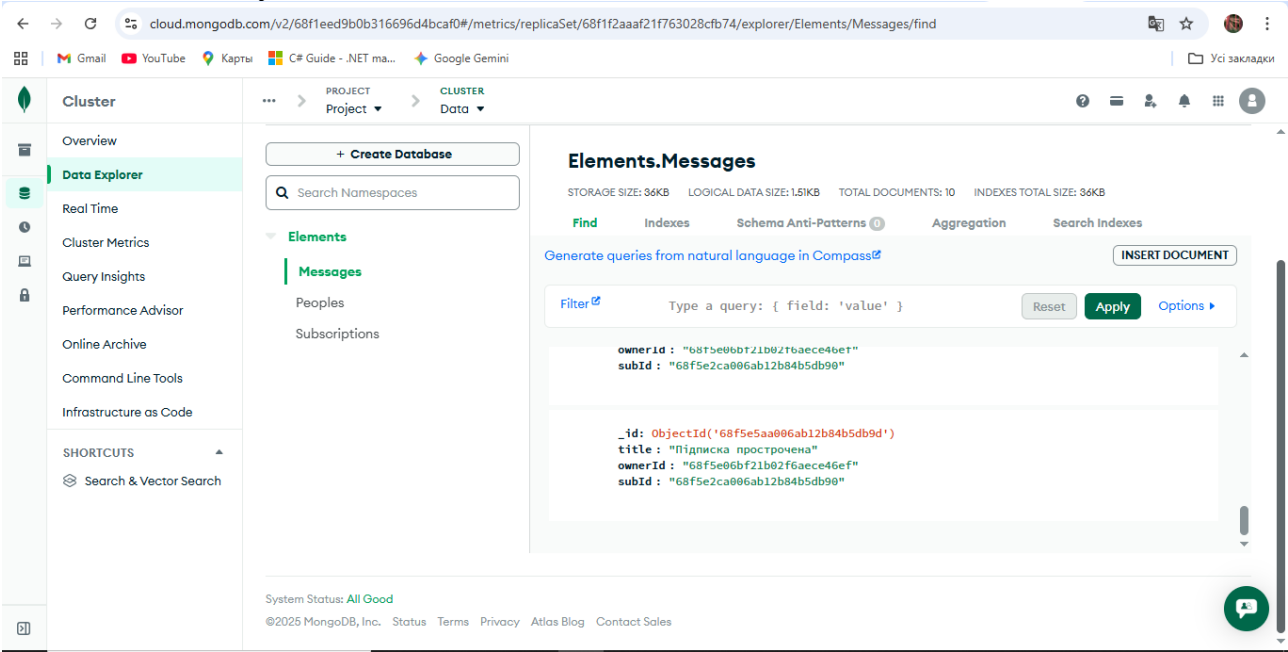 cloud.mongodb.com/v2/68f1eed9b0b316696d4bcaf0#/metrics/replicaSet/68f1f2aaaf21f763028cfb74/explorer/Elements/Messages/find
Gmail YouTube Карты C# Guide - .NET ma... Google Gemini Усі закладки
Cluster
PROJECT
Project
CLUSTER
Data
Overview
Data Explorer
Real Time
Cluster Metrics
Query Insights
Performance Advisor
Online Archive
Command Line Tools
Infrastructure as Code
SHORTCUTS
Search & Vector Search
+ Create Database
Search Namespaces
Elements
Messages
Peoples
Subscriptions
Elements.Messages
STORAGE SIZE: 36KB LOGICAL DATA SIZE: 1.51KB TOTAL DOCUMENTS: 10 INDEXES TOTAL SIZE: 36KB
Find Indexes Schema Anti-Patterns 0 Aggregation Search Indexes
Generate queries from natural language in Compass
INSERT DOCUMENT
Filter Type a query: { field: 'value' } Reset Apply Options
ownerId : "68f5e06bf21b02f6aece46ef"
subId : "68f5e2ca006ab12b84b5db90"
_id: ObjectId('68f5e5aa006ab12b84b5db9d')
title : "Підписка прострочена"
ownerId : "68f5e06bf21b02f6aece46ef"
subId : "68f5e2ca006ab12b84b5db90"
System Status: All Good
©2025 MongoDB, Inc. Status Terms Privacy Atlas Blog Contact Sales